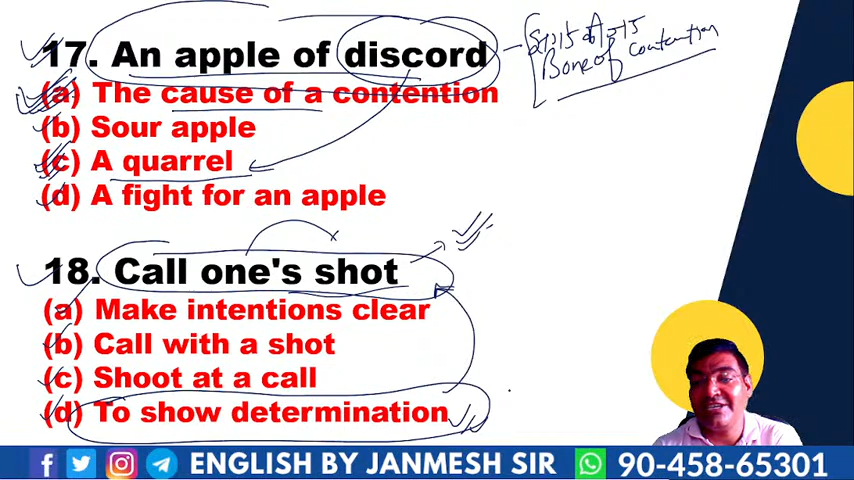 17. An apple of discord
Bone of contention
(a) The cause of a contention
(b) Sour apple
(c) A quarrel
(d) A fight for an apple
18. Call one's shot
(a) Make intentions clear
(b) Call with a shot
(c) Shoot at a call
(d) To show determination
ENGLISH BY JANMESH SIR 90-458-65301